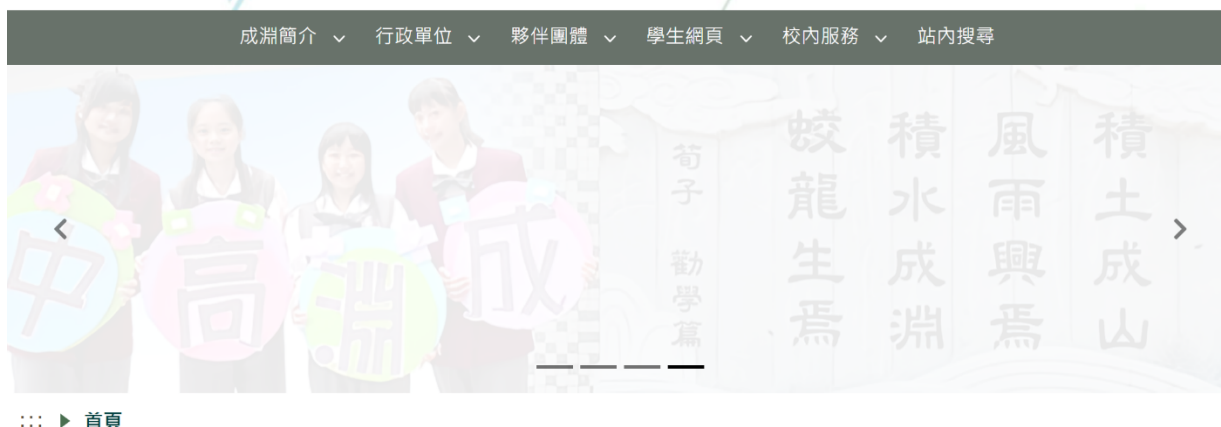 成淵簡介 行政單位 夥伴團體 學生網頁 校內服務 站內搜尋
中高淵成
積土成山
風雨興焉
積水成淵
蛟龍生焉
荀子 勸學篇
::: 首頁